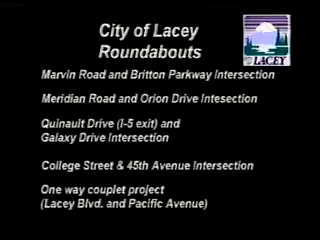 City of Lacey
Roundabouts
LACEY
Marvin Road and Britton Parkway Intersection
Meridian Road and Orion Drive Intesection
Quinault Drive (I-5 exit) and
Galaxy Drive Intersection
College Street & 45th Avenue Intersection
One way couplet project
(Lacey Blvd. and Pacific Avenue)